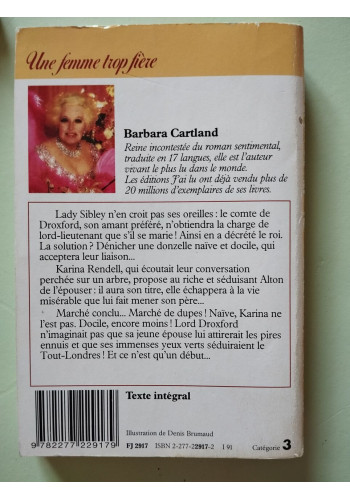 Une femme trop fière
Barbara Cartland
Reine incontestée du roman sentimental,
traduite en 17 langues, elle est l'auteur
vivant le plus lu dans le monde.
Les éditions J'ai lu ont déjà vendu plus de
20 millions d'exemplaires de ses livres.
Lady Sibley n'en croit pas ses oreilles : le comte de
Droxford, son amant préféré, n'obtiendra la charge de
lord-lieutenant que s'il se marie ! Ainsi en a décrété le roi.
La solution ? Dénicher une donzelle naïve et docile, qui
acceptera leur liaison...
Karina Rendell, qui écoutait leur conversation
perchée sur un arbre, propose au riche et séduisant Alton
de l'épouser : il aura son titre, elle échappera à la vie
misérable que lui fait mener son père...
Marché conclu... Marché de dupes ! Naïve, Karina ne
l'est pas. Docile, encore moins ! Lord Droxford
n'imaginait pas que sa jeune épouse lui attirerait les pires
ennuis et que ses immenses yeux verts séduiraient le
Tout-Londres ! Et ce n'est qu'un début...
Texte intégral
Illustration de Denis Brumaud
9 782277 229179
FJ 2917 ISBN 2-277-22917-2 I 91 Catégorie 3